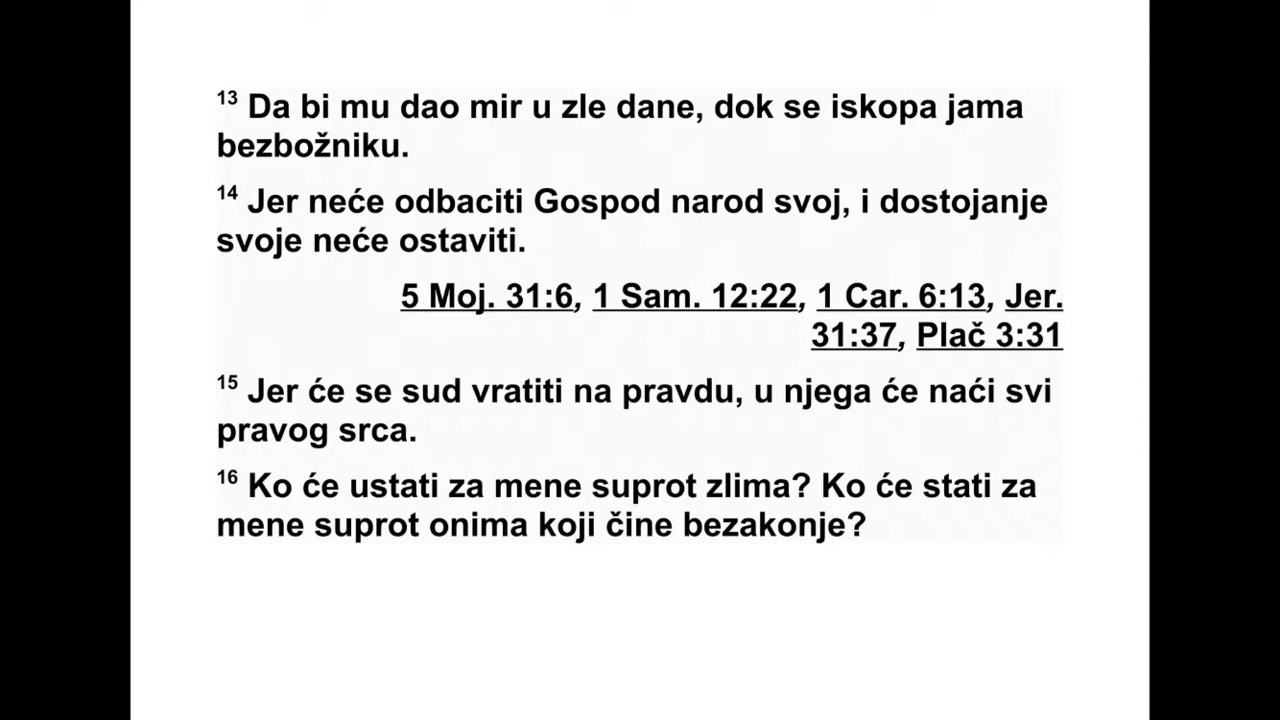 13 Da bi mu dao mir u zle dane, dok se iskopa jama
bezbožniku.
14 Jer neće odbaciti Gospod narod svoj, i dostojanje
svoje neće ostaviti.
5 Moj. 31:6, 1 Sam. 12:22, 1 Car. 6:13, Jer.
31:37, Plač 3:31
15 Jer će se sud vratiti na pravdu, u njega će naći svi
pravog srca.
16 Ko će ustati za mene suprot zlima? Ko će stati za
mene suprot onima koji čine bezakonje?